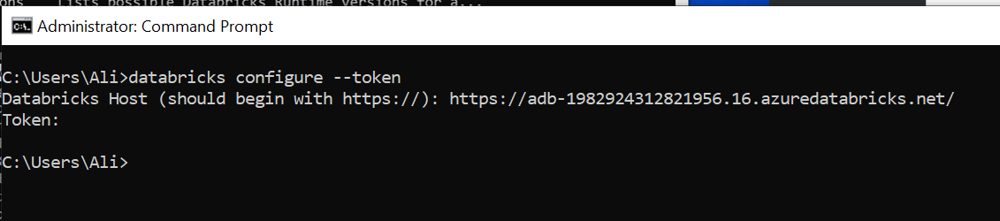 Lists possible Databricks Runtime versions for a...
Administrator: Command Prompt
C:\Users\Ali>databricks configure --token
Databricks Host (should begin with https://): https://adb-1982924312821956.16.azuredatabricks.net/
Token:
C:\Users\Ali>